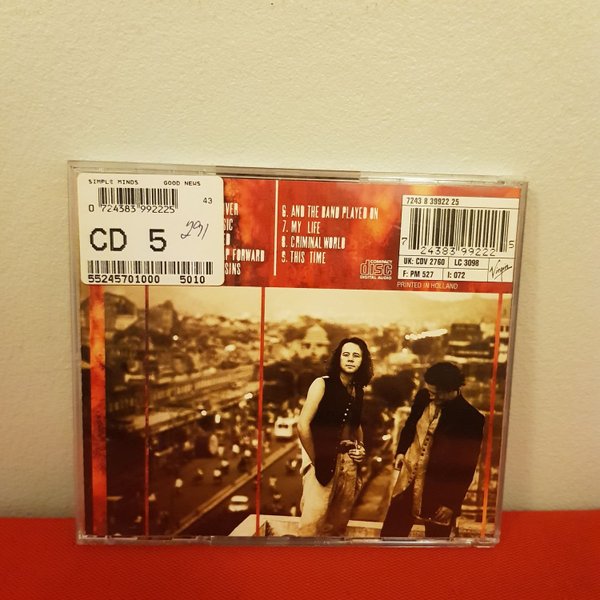 SIMPLE MINDS GOOD NEWS
43
0 724383 992225
CD 5
55245701000 5010
VER
SIC
D
P FORWARD
SINS
6. AND THE BAND PLAYED ON
7. MY LIFE
8. CRIMINAL WORLD
9. THIS TIME
COMPACT
disc
DIGITAL AUDIO
7243 8 39922 25
7 24383 99222 5
UK: CDV 2760 LC 3098
F: PM 527 I: 072
Virgin
PRINTED IN HOLLAND